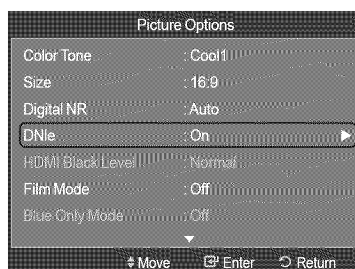 Picture Options
Color Tone : Cool1
Size : 16:9
Digital NR : Auto
DNIe : On
HDMI Black Level : Normal
Film Mode : Off
Blue Only Mode : Off
Move Enter Return